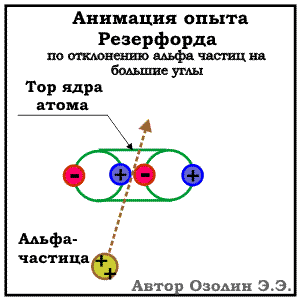 Анимация опыта
Резерфорда
по отклонению альфа частиц на
большие углы
Тор ядра
атома
- + - +
Альфа-
частица
+ +
Автор Озолин Э.Э.